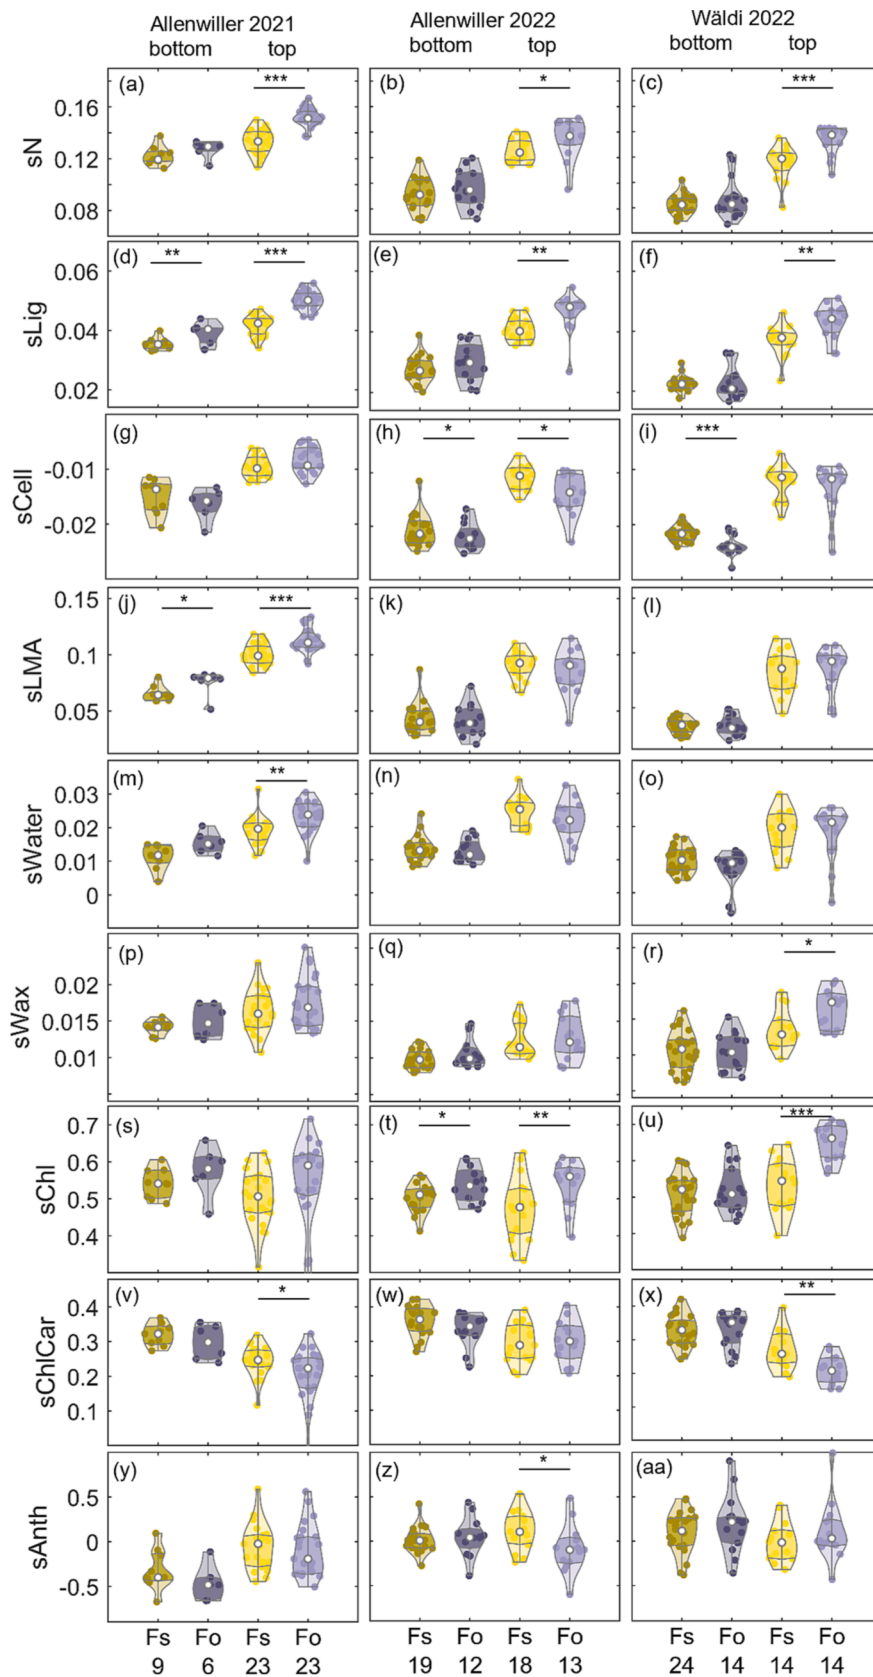 Allenwiller 2021 Allenwiller 2022 Wäldi 2022
bottom top bottom top bottom top
(a) *** (b) * (c) ***
sN
0.16
0.12
0.08
(d) ** *** (e) ** (f) **
sLig
0.06
0.04
0.02
(g) (h) * * (i) ***
sCell
-0.01
-0.02
(j) * *** (k) (l)
sLMA
0.15
0.1
0.05
(m) ** (n) (o)
sWater
0.03
0.02
0.01
0
(p) (q) (r) *
sWax
0.02
0.015
0.01
(s) (t) * ** (u) ***
sChl
0.7
0.6
0.5
0.4
(v) * (w) (x) **
sChlCar
0.4
0.3
0.2
0.1
(y) (z) * (aa)
sAnth
0.5
0
-0.5
Fs Fo Fs Fo Fs Fo Fs Fo Fs Fo Fs Fo
9 6 23 23 19 12 18 13 24 14 14 14